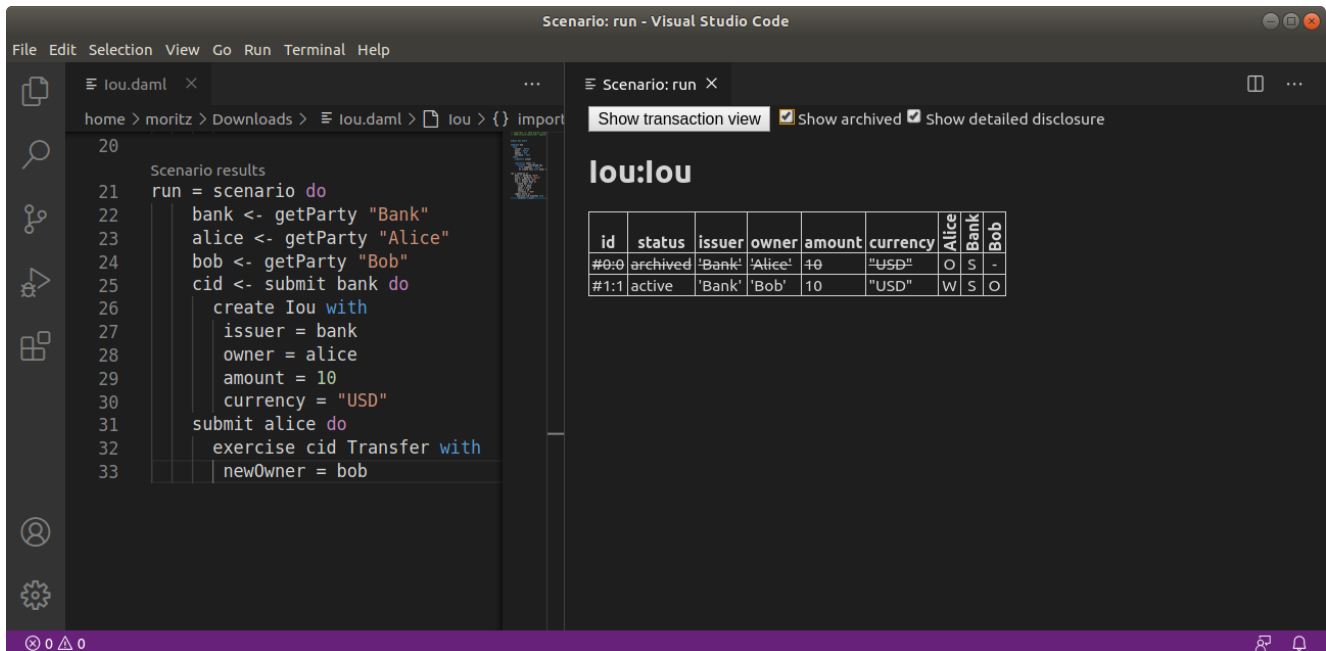 Scenario: run - Visual Studio Code
File Edit Selection View Go Run Terminal Help
Iou.daml
home > moritz > Downloads > Iou.daml > Iou > {} import
20
Scenario results
21 run = scenario do
22 bank <- getParty "Bank"
23 alice <- getParty "Alice"
24 bob <- getParty "Bob"
25 cid <- submit bank do
26 create Iou with
27 issuer = bank
28 owner = alice
29 amount = 10
30 currency = "USD"
31 submit alice do
32 exercise cid Transfer with
33 newOwner = bob
Scenario: run
Show transaction view Show archived Show detailed disclosure
Iou:Iou
id status issuer owner amount currency Alice Bank Bob
#0:0 archived 'Bank' 'Alice' 10 "USD" O S -
#1:1 active 'Bank' 'Bob' 10 "USD" W S O
0 0